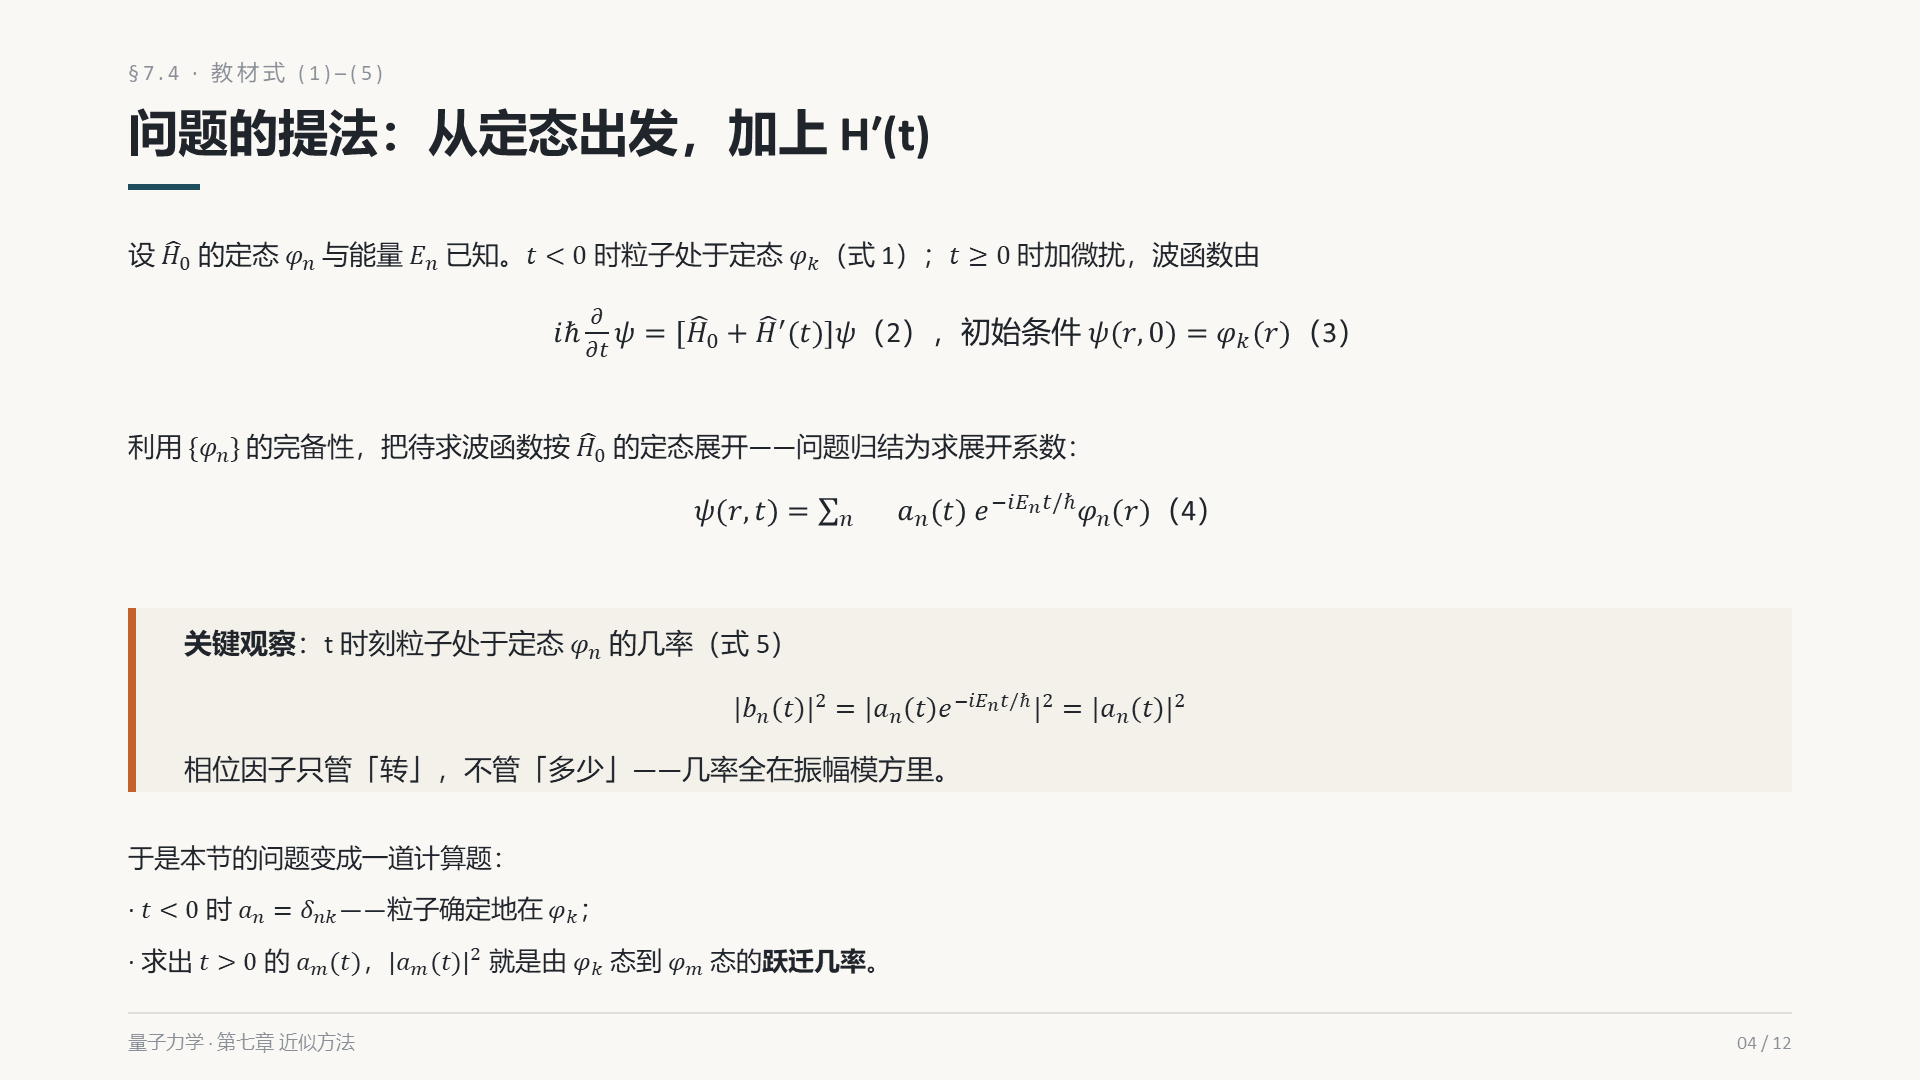 §7.4 · 教材式 (1)–(5)
问题的提法：从定态出发，加上 H′(t)
设 Ĥ₀ 的定态 φₙ 与能量 Eₙ 已知。t < 0 时粒子处于定态 φₖ（式 1）；t ≥ 0 时加微扰，波函数由
iℏ ∂/∂t ψ = [Ĥ₀ + Ĥ′(t)]ψ（2），初始条件 ψ(r, 0) = φₖ(r)（3）
利用 {φₙ} 的完备性，把待求波函数按 Ĥ₀ 的定态展开——问题归结为求展开系数：
ψ(r, t) = ∑ₙ aₙ(t) e^{−iEₙt/ℏ}φₙ(r)（4）
关键观察：t 时刻粒子处于定态 φₙ 的几率（式 5）
|bₙ(t)|² = |aₙ(t)e^{−iEₙt/ℏ}|² = |aₙ(t)|²
相位因子只管「转」，不管「多少」——几率全在振幅模方里。
于是本节的问题变成一道计算题：
· t < 0 时 aₙ = δₙₖ——粒子确定地在 φₖ；
· 求出 t > 0 的 aₘ(t)，|aₘ(t)|² 就是由 φₖ 态到 φₘ 态的跃迁几率。
量子力学 · 第七章 近似方法
04 / 12